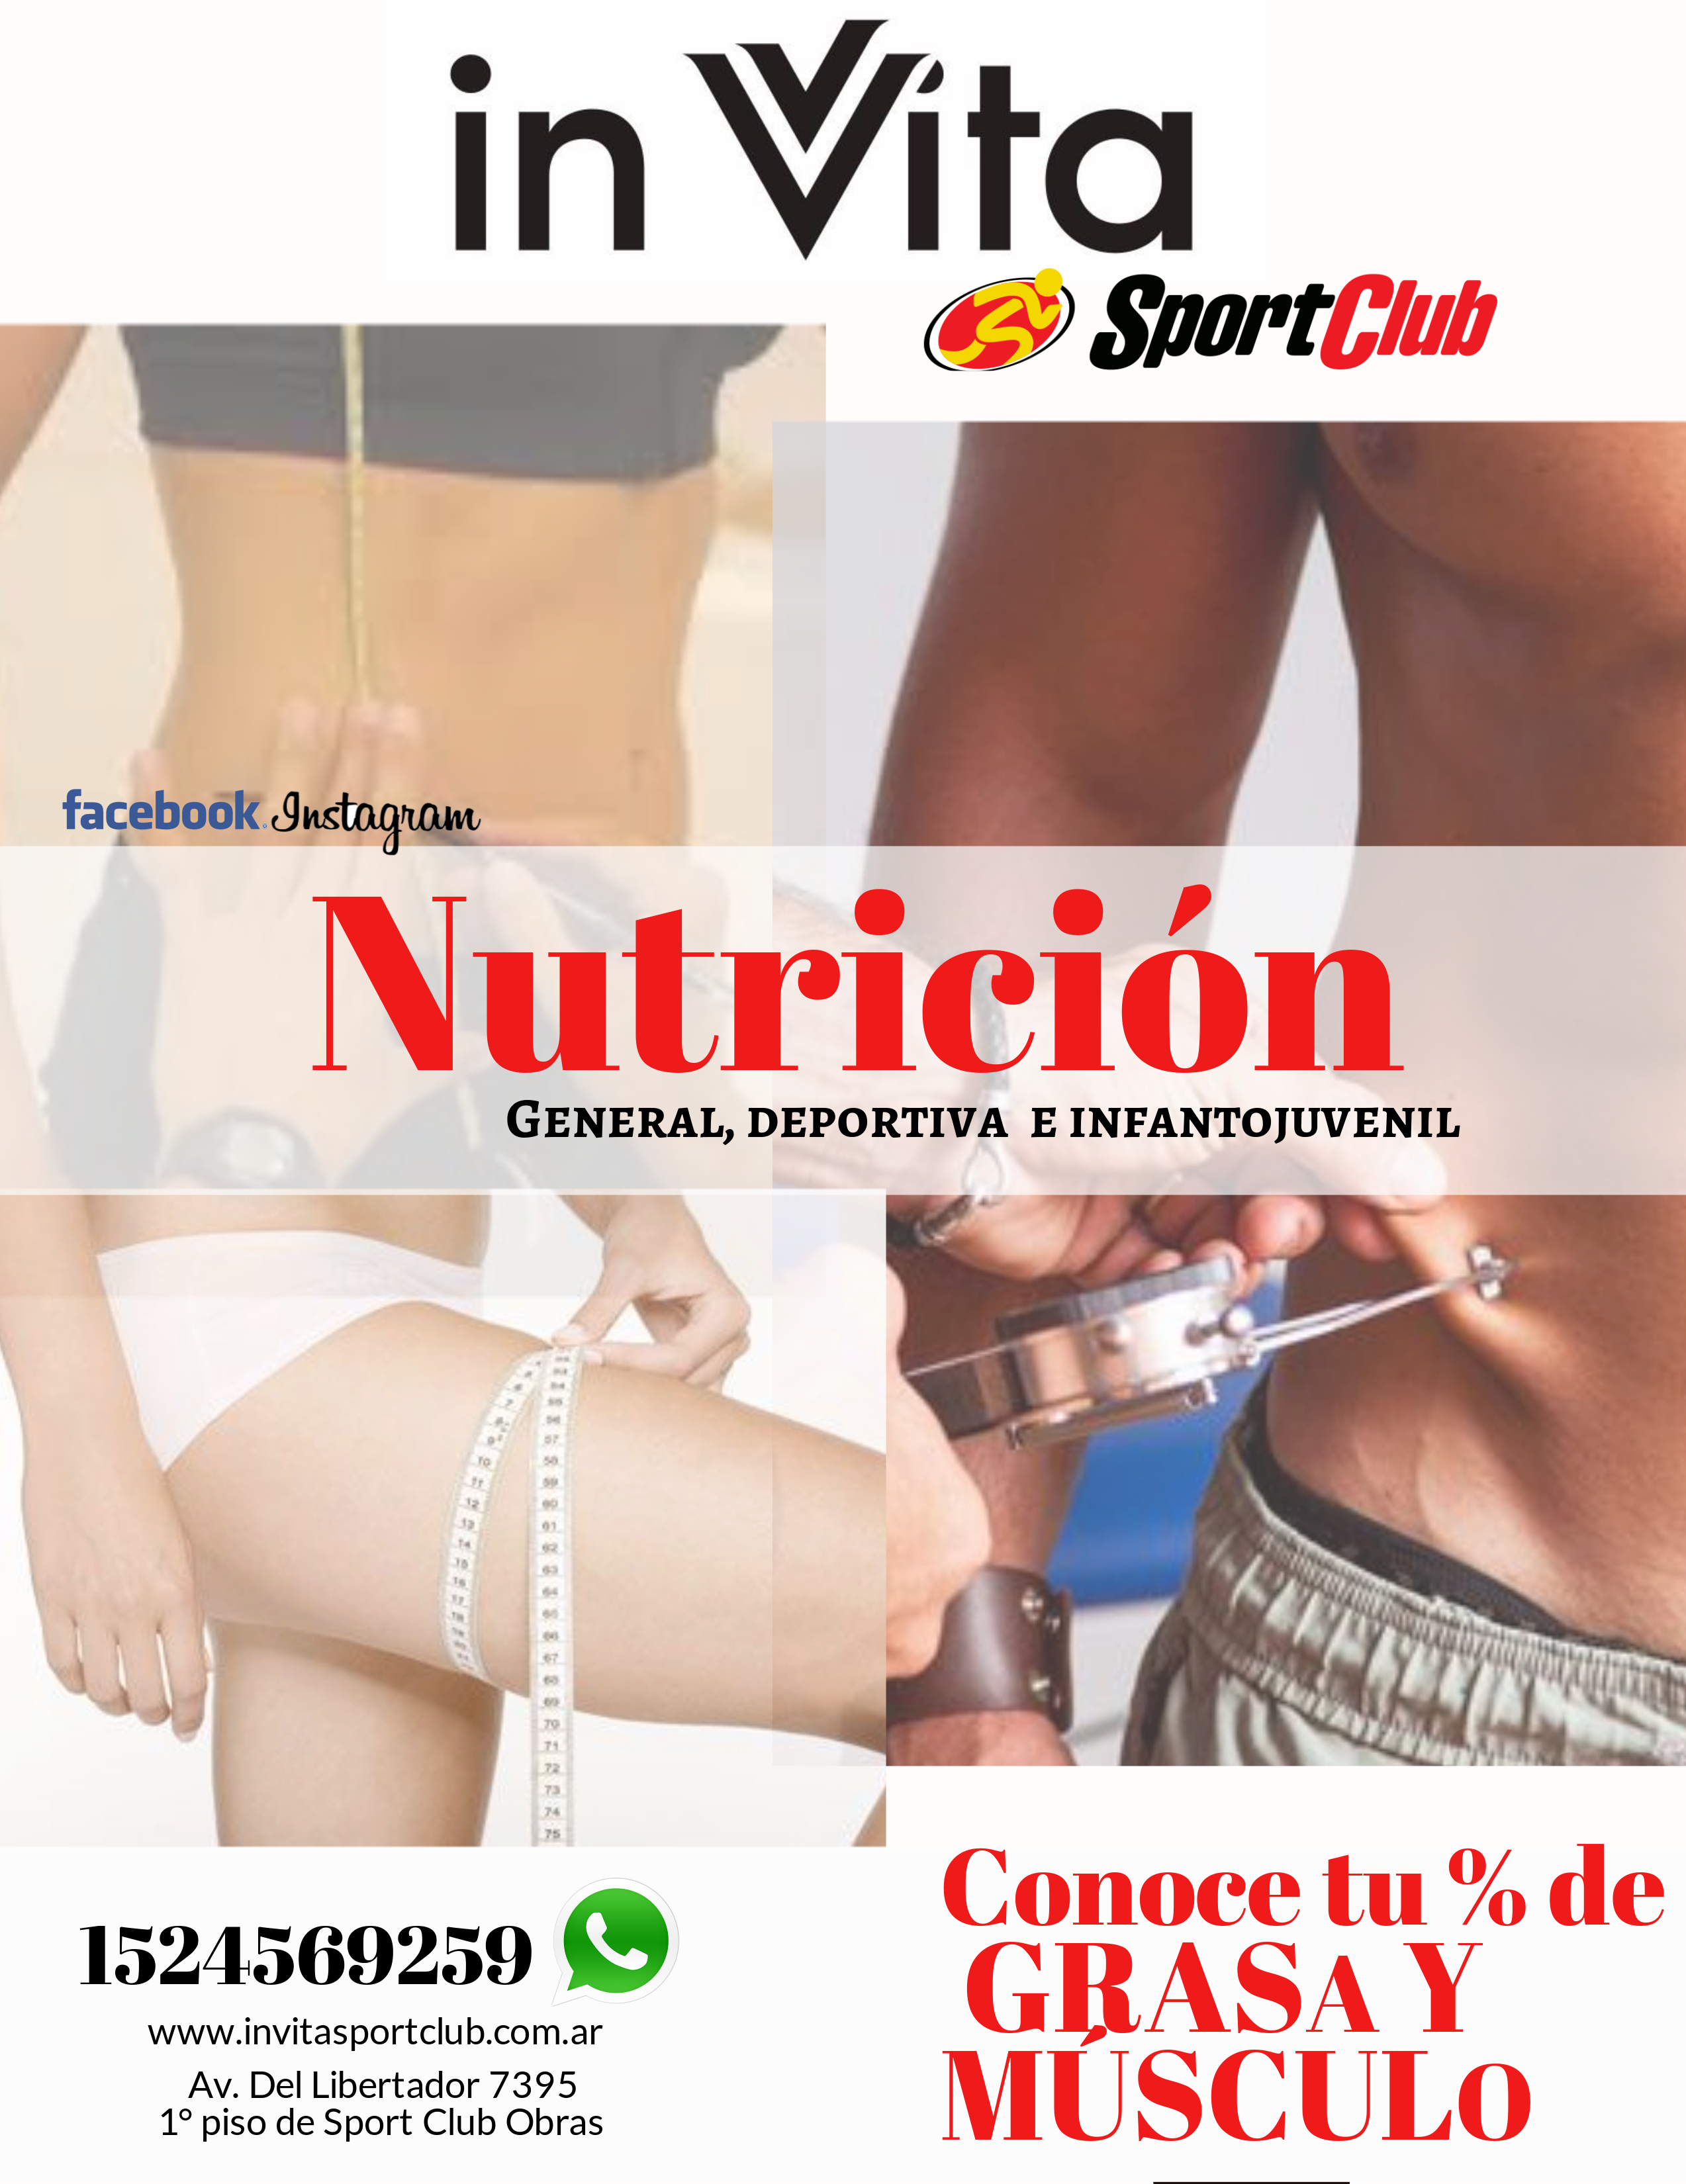 in Vita
SportClub
facebook Instagram
Nutrición
General, deportiva e infantojuvenil
1524569259
www.invitasportclub.com.ar
Av. Del Libertador 7395
1° piso de Sport Club Obras
Conoce tu % de
GRASA Y
MÚSCULO